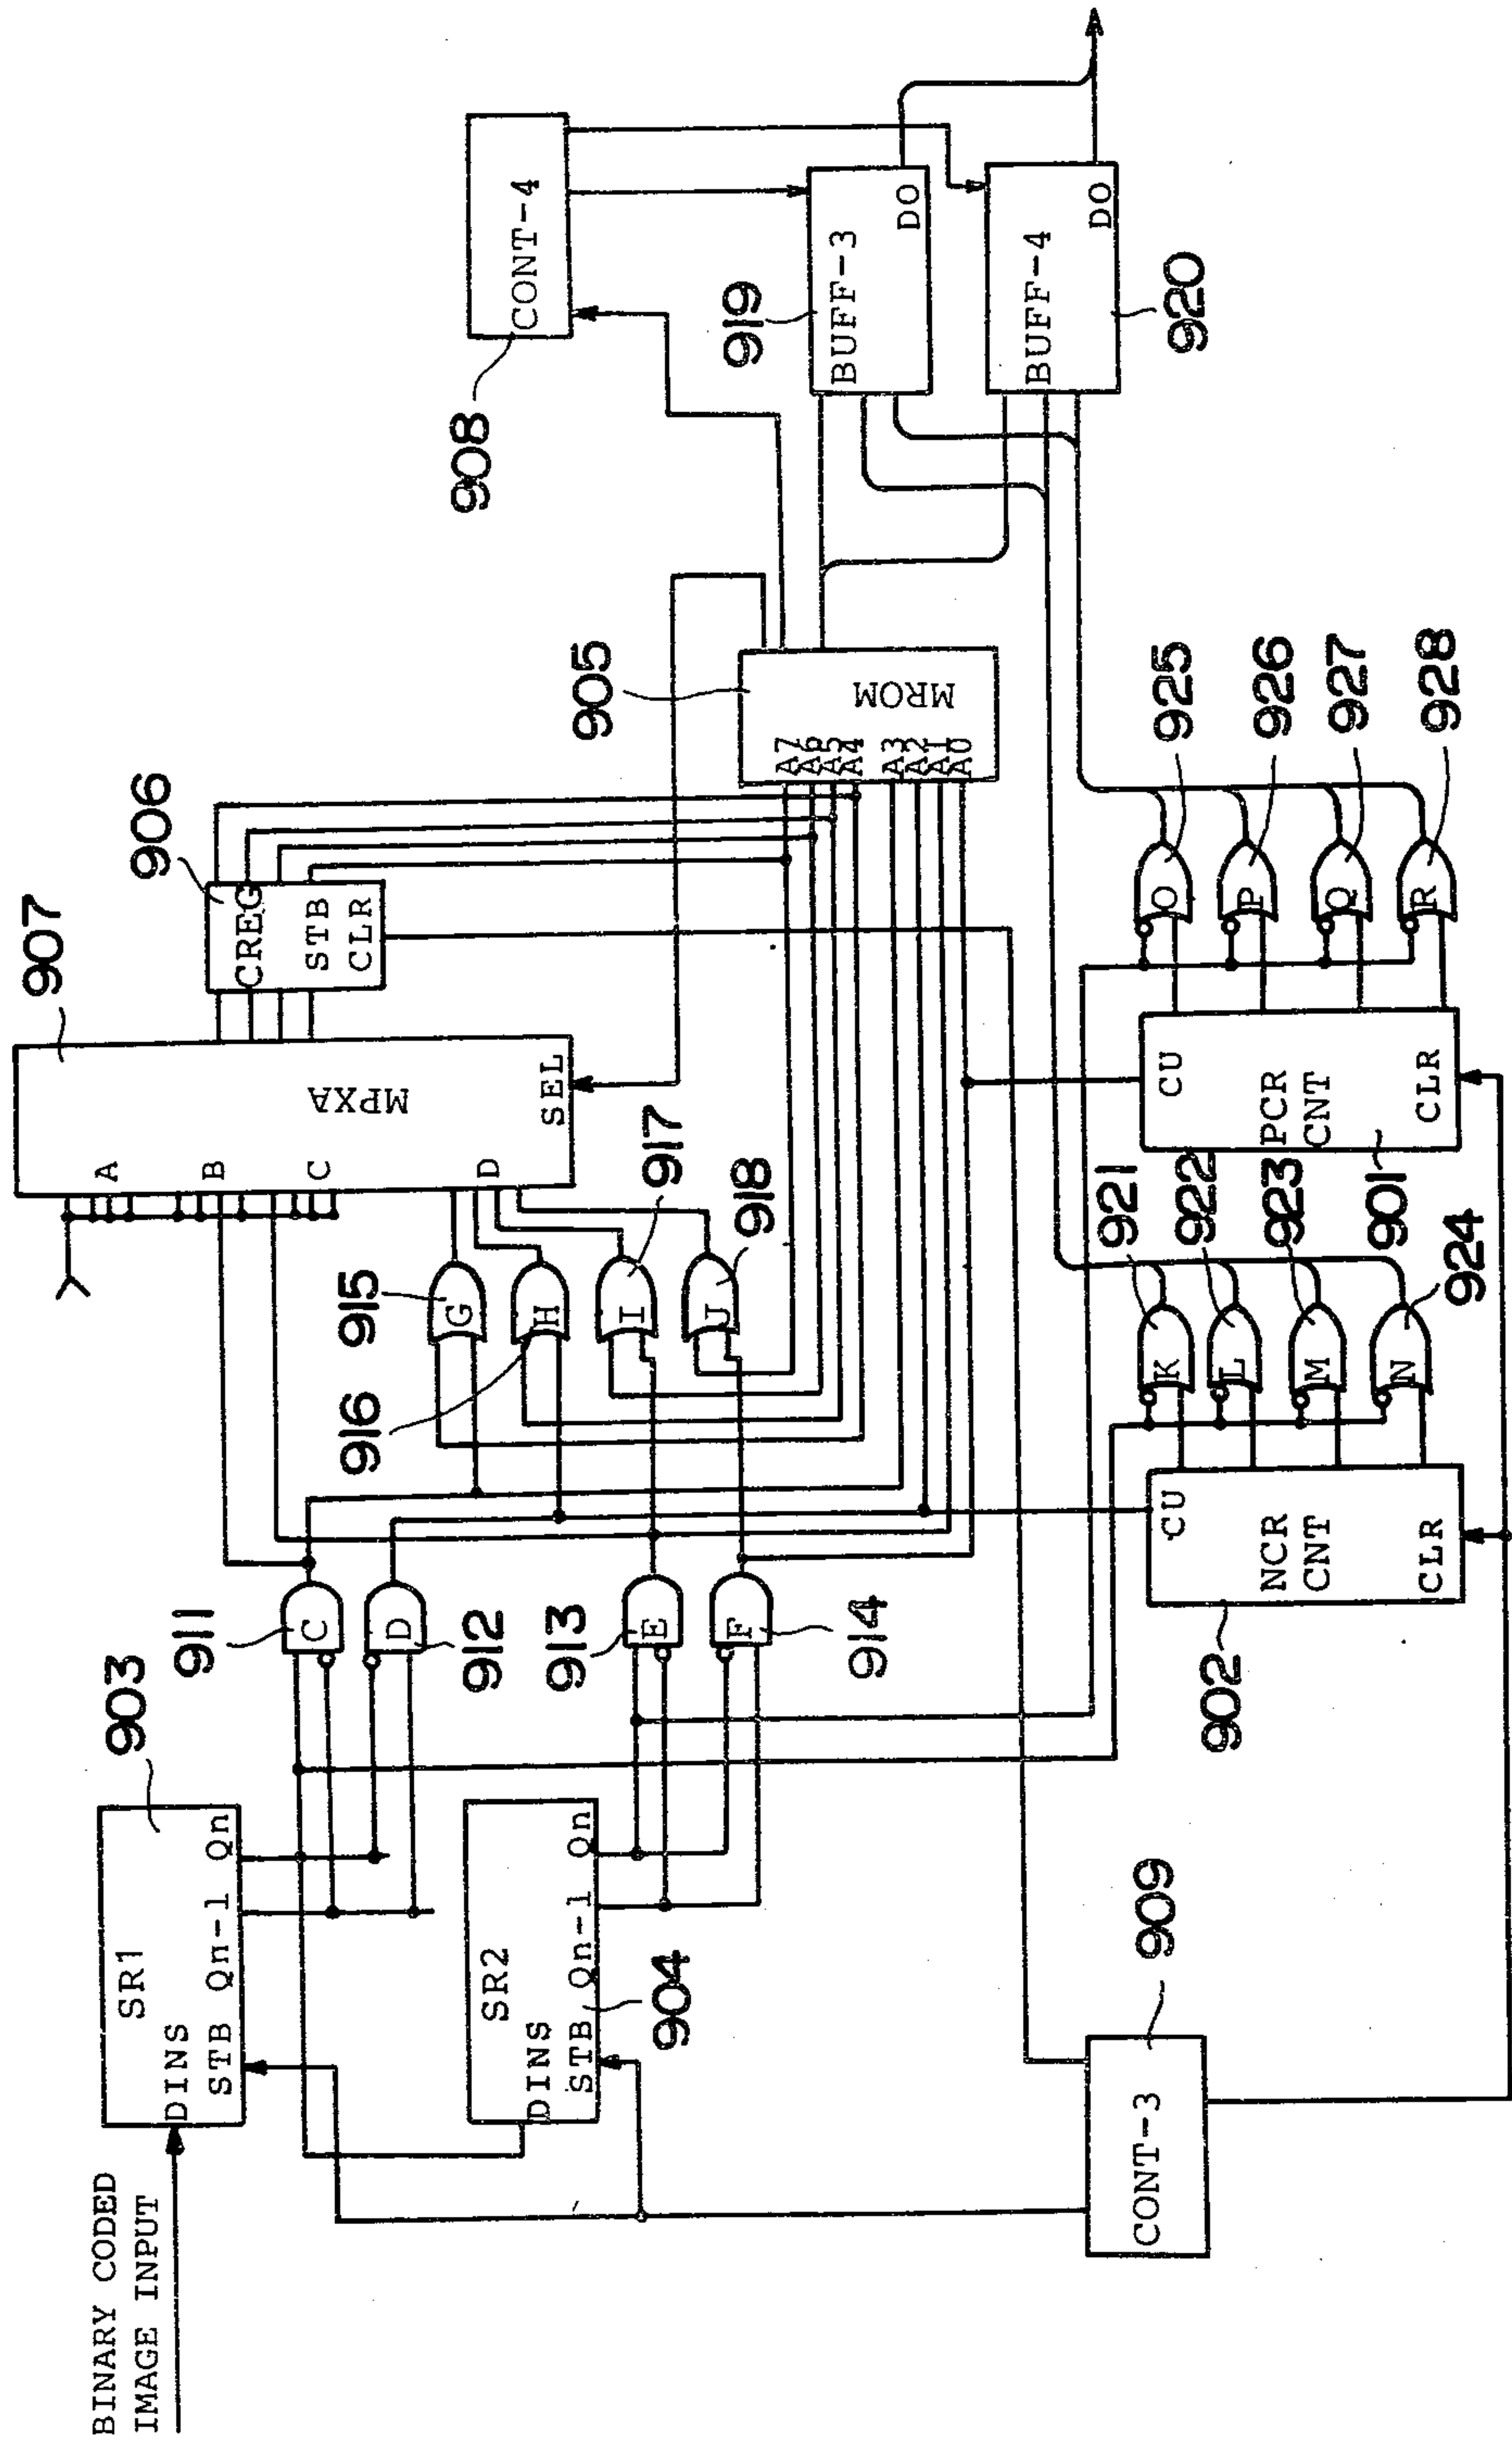 BINARY CODED
IMAGE INPUT
903
SR1
DINS
STB Qn-1 Qn
904
SR2
DINS
STB Qn-1 Qn
909
CONT-3
911
C
912
D
913
E
914
F
907
MPXA
A
B
C
D
SEL
906
CREG
STB
CLR
915
G
916
H
917
I
918
J
905
MROM
A7
A6
A5
A4
A3
A2
A1
A0
908
CONT-4
919
BUFF-3
DO
BUFF-4
DO
920
902
CU
NCR
CNT
CLR
921
K
922
L
923
M
924
N
901
CU
PCR
CNT
CLR
925
O
926
P
927
Q
928
R